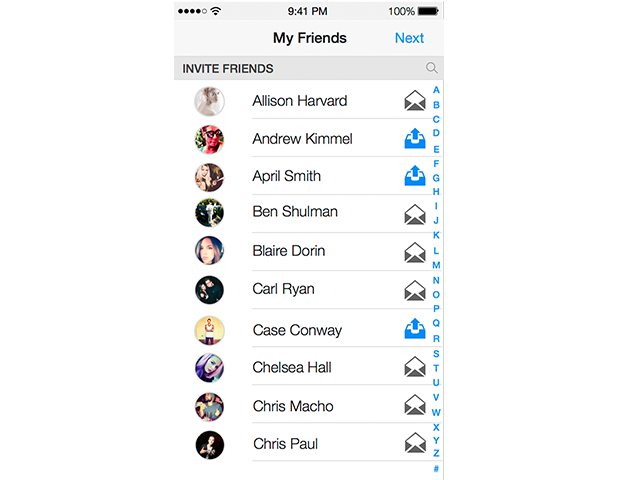 9:41 PM 100%
My Friends Next
INVITE FRIENDS
Allison Harvard
Andrew Kimmel
April Smith
Ben Shulman
Blaire Dorin
Carl Ryan
Case Conway
Chelsea Hall
Chris Macho
Chris Paul
A
B
C
D
E
F
G
H
I
J
K
L
M
N
O
P
Q
R
S
T
U
V
W
X
Y
Z
#